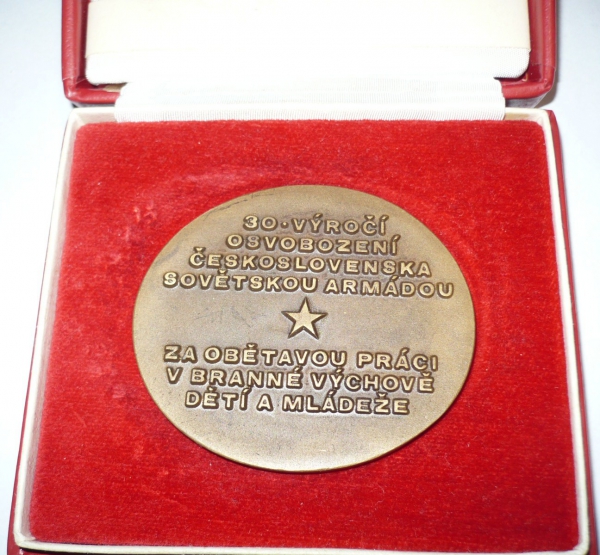 30·VÝROČÍ
OSVOBOZENÍ
ČESKOSLOVENSKA
SOVĚTSKOU ARMÁDOU
ZA OBĚTAVOU PRÁCI
V BRANNÉ VÝCHOVĚ
DĚTÍ A MLÁDEŽE